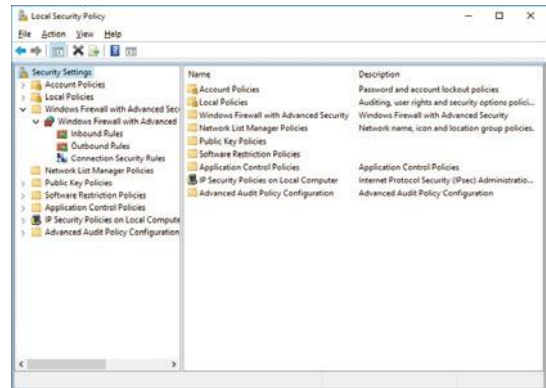 Local Security Policy
File Action View Help
Security Settings
Account Policies
Local Policies
Windows Firewall with Advanced Secu
Windows Firewall with Advanced
Inbound Rules
Outbound Rules
Connection Security Rules
Network List Manager Policies
Public Key Policies
Software Restriction Policies
Application Control Policies
IP Security Policies on Local Compute
Advanced Audit Policy Configuration
Name Description
Account Policies Password and account lockout policies
Local Policies Auditing, user rights and security options polici...
Windows Firewall with Advanced Security Windows Firewall with Advanced Security
Network List Manager Policies Network name, icon and location group policies.
Public Key Policies
Software Restriction Policies
Application Control Policies Application Control Policies
IP Security Policies on Local Computer Internet Protocol Security (IPsec) Administratio...
Advanced Audit Policy Configuration Advanced Audit Policy Configuration